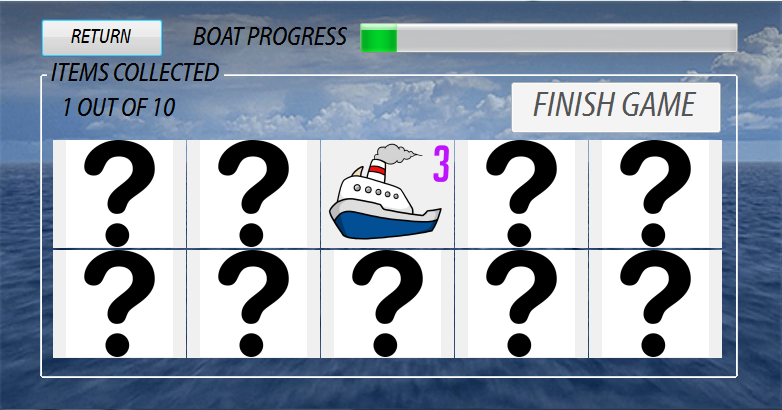 RETURN
BOAT PROGRESS
ITEMS COLLECTED
1 OUT OF 10
FINISH GAME
? ? 3 ? ?
? ? ? ? ?